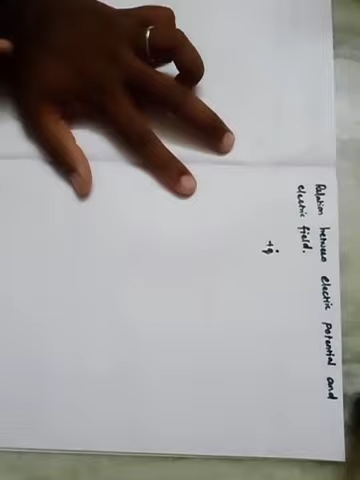 Relation between electric potential and
electric field.
+q